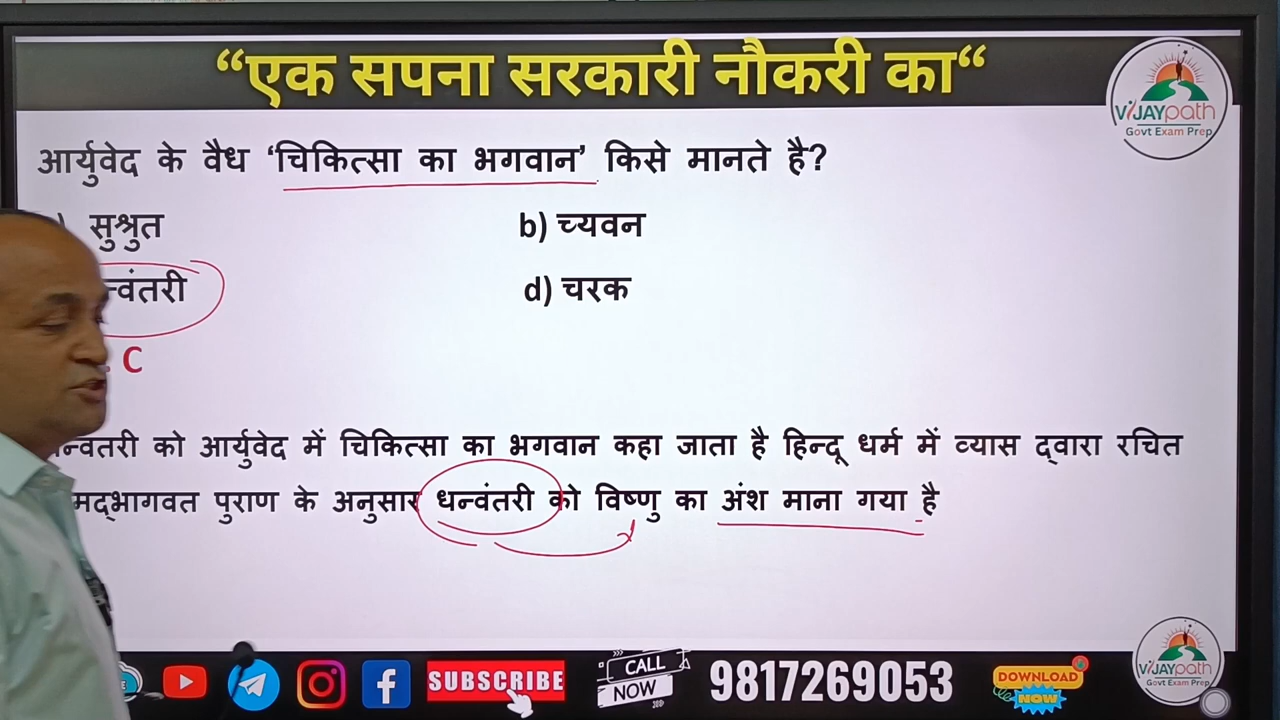 “एक सपना सरकारी नौकरी का“
VIJAYpath
Govt Exam Prep
आर्युवेद के वैध ‘चिकित्सा का भगवान’ किसे मानते है?
सुश्रुत
b) च्यवन
न्वंतरी
d) चरक
C
न्वंतरी को आर्युवेद में चिकित्सा का भगवान कहा जाता है हिन्दू धर्म में व्यास द्वारा रचित
मद्भागवत पुराण के अनुसार धन्वंतरी को विष्णु का अंश माना गया है
VIJAYpath
Govt Exam Prep
SUBSCRIBE
CALL
NOW
9817269053
DOWNLOAD
NOW